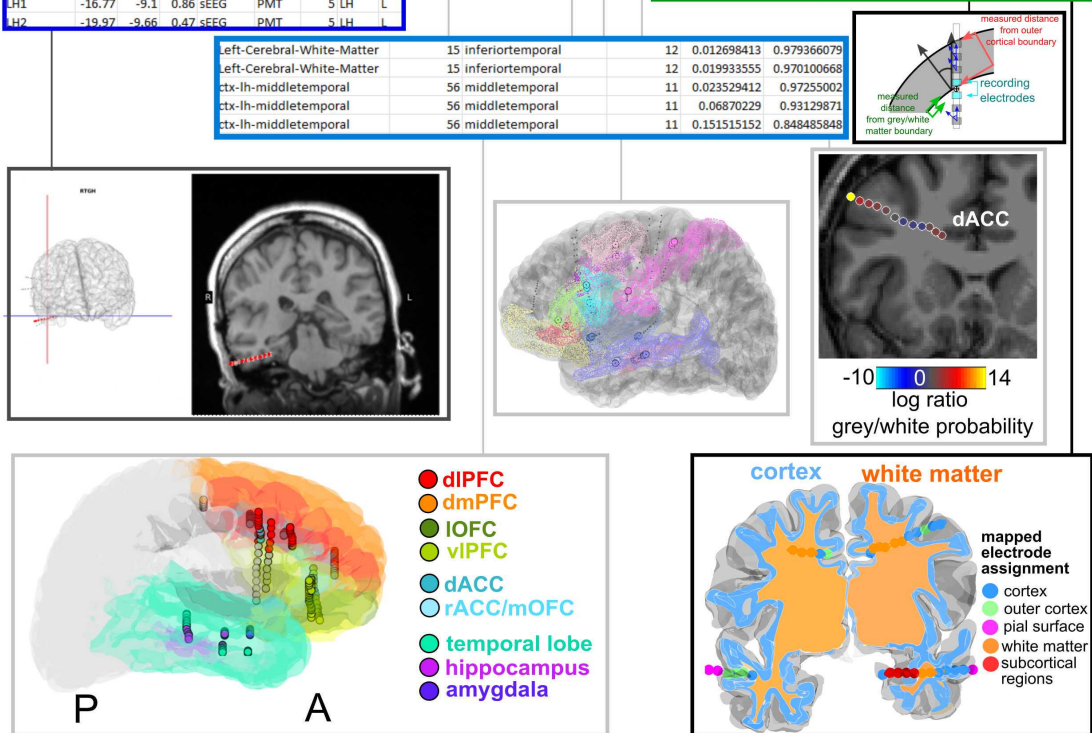 LH1 -16.77 -9.1 0.86 sEEG PMT 5 LH L
LH2 -19.97 -9.66 0.47 sEEG PMT 5 LH L
Left-Cerebral-White-Matter 15 inferiortemporal 12 0.012698413 0.979366079
Left-Cerebral-White-Matter 15 inferiortemporal 12 0.019933555 0.970100668
ctx-lh-middletemporal 56 middletemporal 11 0.023529412 0.97255002
ctx-lh-middletemporal 56 middletemporal 11 0.06870229 0.93129871
ctx-lh-middletemporal 56 middletemporal 11 0.151515152 0.848485848
measured distance
from outer
cortical boundary
recording
electrodes
measured
distance
from grey/white
matter boundary
RTGH
R
L
dACC
-10 0 14
log ratio
grey/white probability
dlPFC
dmPFC
lOFC
vlPFC
dACC
rACC/mOFC
temporal lobe
hippocampus
amygdala
P A
cortex white matter
mapped
electrode
assignment
cortex
outer cortex
pial surface
white matter
subcortical
regions